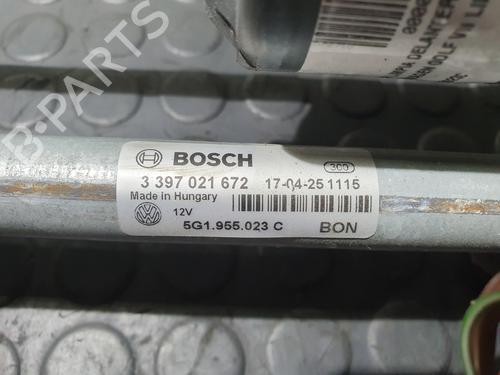 BOSCH 300
3 397 021 672 17-04-25 1115
Made in Hungary
12V
5G1.955.023 C BON
B-PARTS